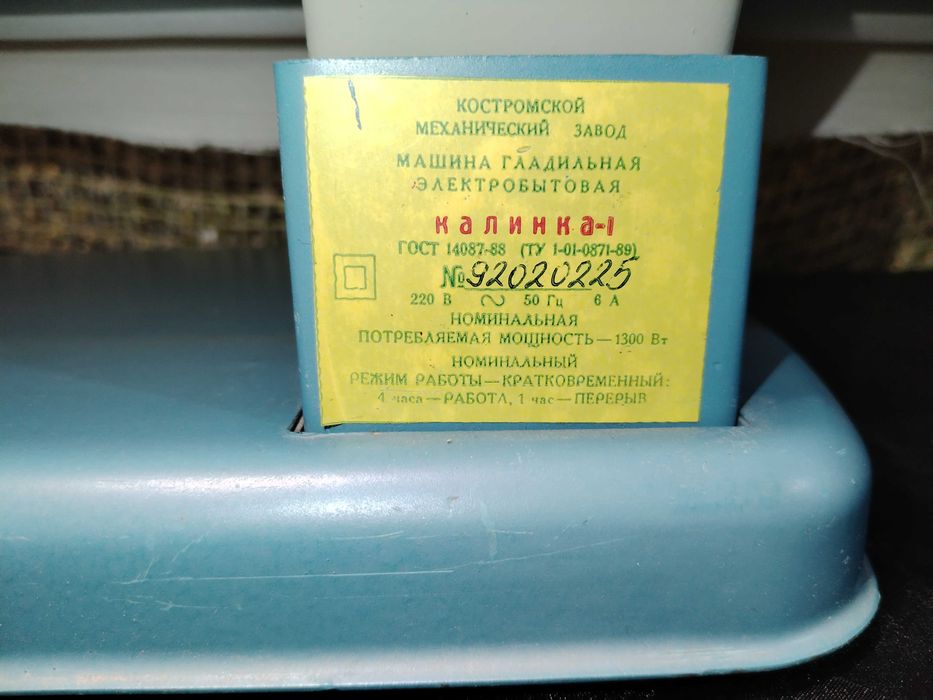 КОСТРОМСКОЙ
МЕХАНИЧЕСКИЙ ЗАВОД
МАШИНА ГЛАДИЛЬНАЯ
ЭЛЕКТРОБЫТОВАЯ
калинка-1
ГОСТ 14087-88 (ТУ 1-01-0871-89)
№92020225
220 В ~ 50 Гц 6 А
НОМИНАЛЬНАЯ
ПОТРЕБЛЯЕМАЯ МОЩНОСТЬ — 1300 Вт
НОМИНАЛЬНЫЙ
РЕЖИМ РАБОТЫ — КРАТКОВРЕМЕННЫЙ:
4 часа — РАБОТА, 1 час — ПЕРЕРЫВ